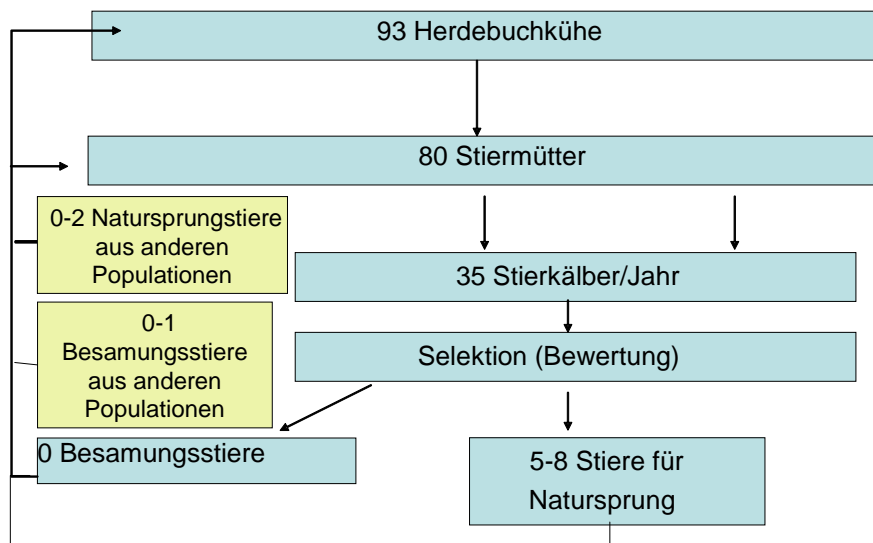 93 Herdebuchkühe
80 Stiermütter
0-2 Natursprungstiere
aus anderen
Populationen
35 Stierkälber/Jahr
0-1
Besamungsstiere
aus anderen
Populationen
Selektion (Bewertung)
0 Besamungsstiere
5-8 Stiere für
Natursprung